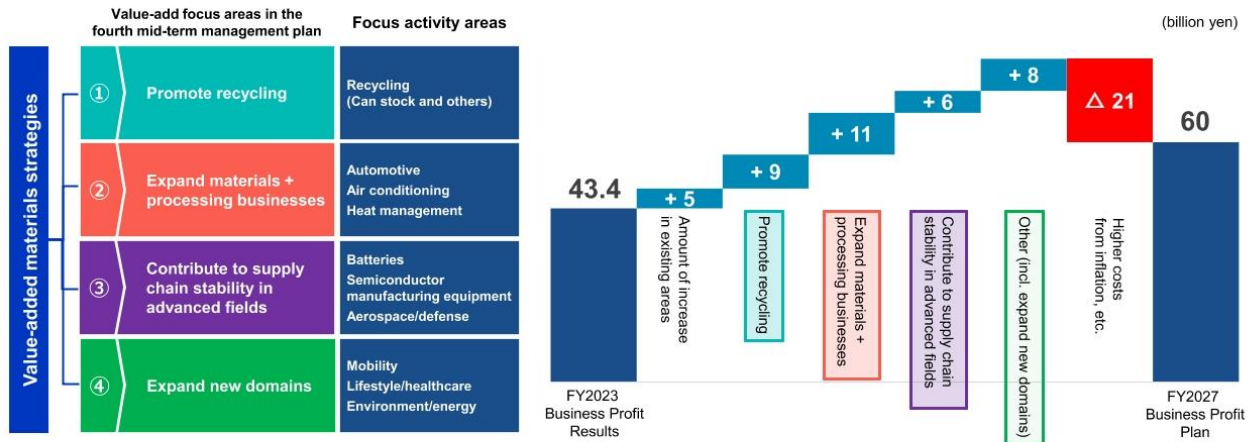 Value-added materials strategies
Value-add focus areas in the
fourth mid-term management plan
Focus activity areas
①
Promote recycling
Recycling
(Can stock and others)
②
Expand materials +
processing businesses
Automotive
Air conditioning
Heat management
③
Contribute to supply
chain stability in
advanced fields
Batteries
Semiconductor
manufacturing equipment
Aerospace/defense
④
Expand new domains
Mobility
Lifestyle/healthcare
Environment/energy
(billion yen)
43.4
+ 5
+ 9
+ 11
+ 6
+ 8
△ 21
60
FY2023
Business Profit
Results
Amount of increase
in existing areas
Promote recycling
Expand materials +
processing businesses
Contribute to supply chain
stability in advanced fields
Other (incl. expand new domains)
Higher costs
from inflation, etc.
FY2027
Business Profit
Plan